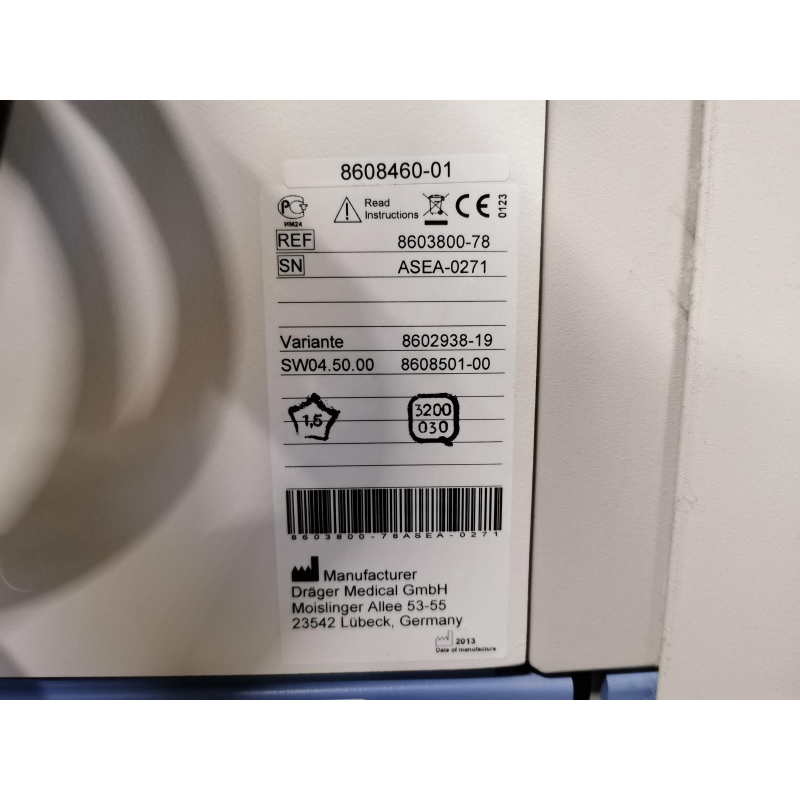 8608460-01
Read
Instructions
0123
ИМ24
REF 8603800-78
SN ASEA-0271
Variante 8602938-19
SW04.50.00 8608501-00
1,5
3200
030
8603800-78ASEA-0271
Manufacturer
Dräger Medical GmbH
Moislinger Allee 53-55
23542 Lübeck, Germany
2013
Date of manufacture